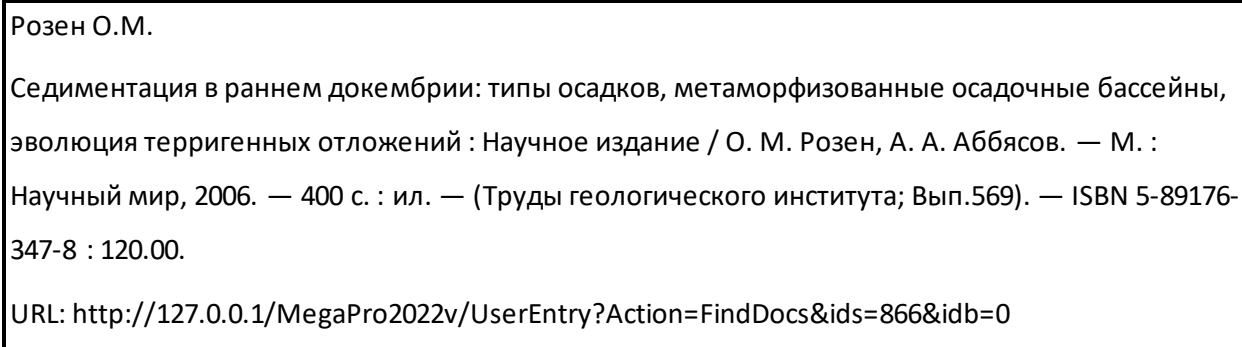 Розен О.М.
Седиментация в раннем докембрии: типы осадков, метаморфизованные осадочные бассейны,
эволюция терригенных отложений : Научное издание / О. М. Розен, А. А. Аббясов. — М. :
Научный мир, 2006. — 400 с. : ил. — (Труды геологического института; Вып.569). — ISBN 5-89176-
347-8 : 120.00.
URL: http://127.0.0.1/MegaPro2022v/UserEntry?Action=FindDocs&ids=866&idb=0